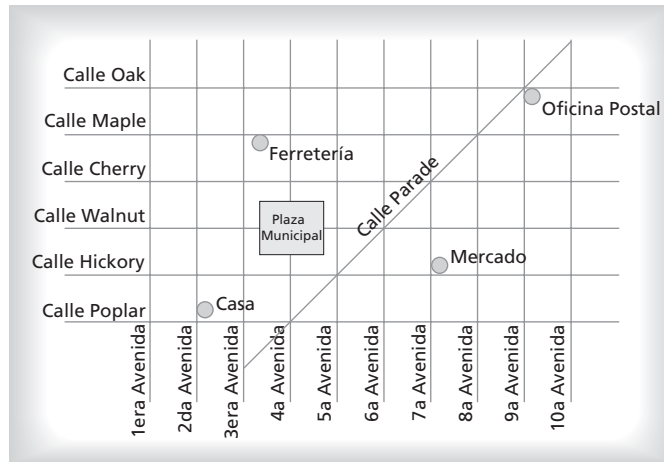 Calle Oak
Calle Maple
Calle Cherry
Calle Walnut
Calle Hickory
Calle Poplar
Oficina Postal
Ferretería
Calle Parade
Plaza
Municipal
Mercado
Casa
1era Avenida
2da Avenida
3era Avenida
4a Avenida
5a Avenida
6a Avenida
7a Avenida
8a Avenida
9a Avenida
10a Avenida